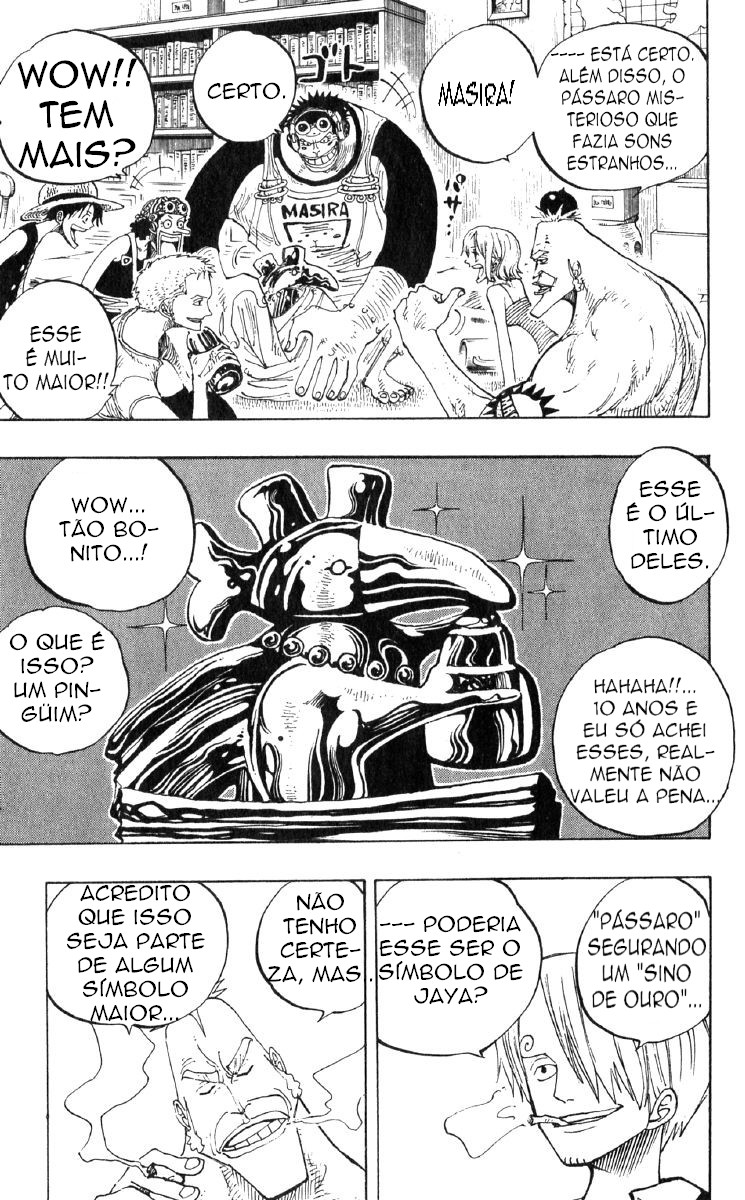 ---- ESTÁ CERTO.
ALÉM DISSO, O
PÁSSARO MIS-
TERIOSO QUE
FAZIA SONS
ESTRANHOS...
MASIRA!
CERTO.
WOW!!
TEM
MAIS?
ゴト
MASIRA
ESSE
É MUI-
TO MAIOR!!
ESSE
É O ÚL-
TIMO
DELES.
WOW...
TÃO BO-
NITO...!
O QUE É
ISSO?
UM PIN-
GÜIM?
HAHAHA!!...
10 ANOS E
EU SÓ ACHEI
ESSES, REAL-
MENTE NÃO
VALEU A PENA...
"PÁSSARO"
SEGURANDO
UM "SINO
DE OURO"...
--- PODERIA
ESSE SER O
SÍMBOLO DE
JAYA?
NÃO
TENHO
CERTE-
ZA, MAS...
ACREDITO
QUE ISSO
SEJA PARTE
DE ALGUM
SÍMBOLO
MAIOR...